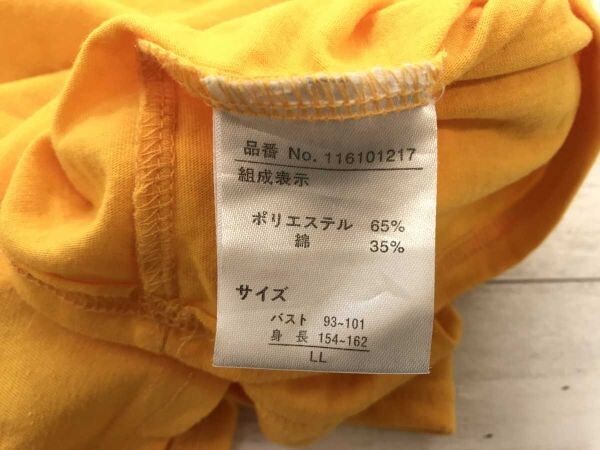 品番 No. 116101217
組成表示
ポリエステル 65%
綿 35%
サイズ
バスト 93~101
身長 154~162
LL